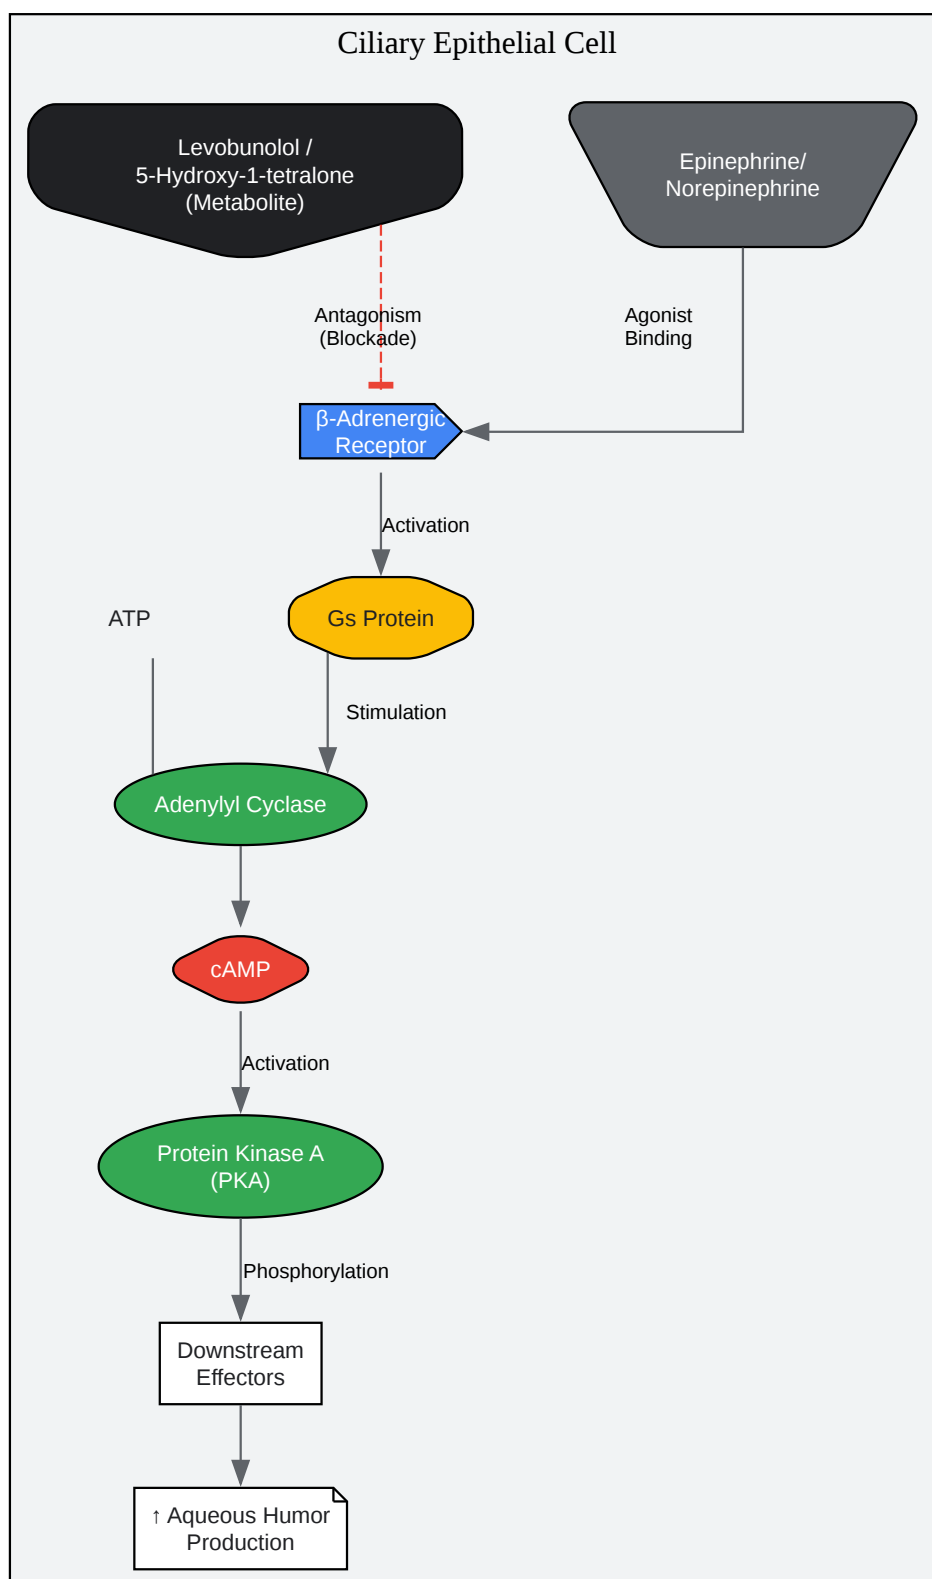 Ciliary Epithelial Cell
Levobunolol /
5-Hydroxy-1-tetralone
(Metabolite)
Epinephrine/
Norepinephrine
Antagonism
(Blockade)
Agonist
Binding
β-Adrenergic
Receptor
Activation
ATP
Gs Protein
Stimulation
Adenylyl Cyclase
cAMP
Activation
Protein Kinase A
(PKA)
Phosphorylation
Downstream
Effectors
↑ Aqueous Humor
Production